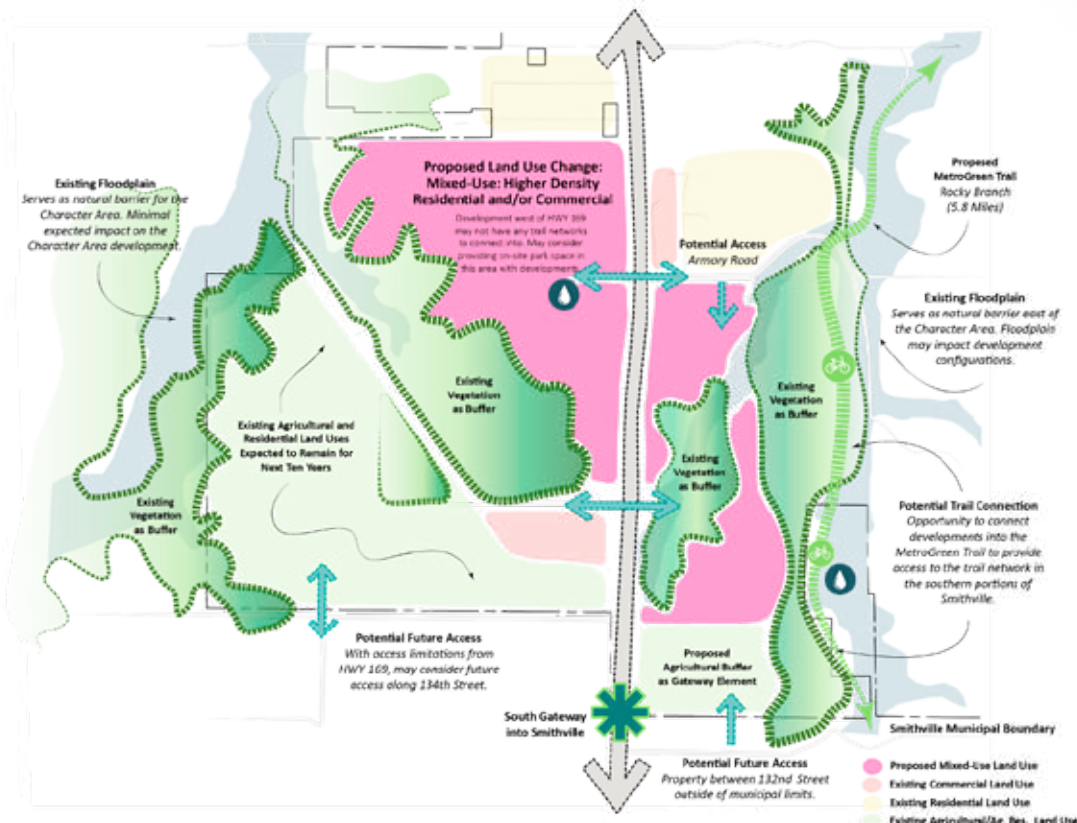 Proposed Land Use Change:
Mixed-Use: Higher Density
Residential and/or Commercial
Development west of HWY 169
may not have any trail networks
to connect into. May consider
providing on-site park space in
this area with development.
Existing Floodplain
Serves as natural barrier for the
Character Area. Minimal
expected impact on the
Character Area development.
Proposed
MetroGreen Trail
Rocky Branch
(5.8 Miles)
Potential Access
Armory Road
Existing Floodplain
Serves as natural barrier east of
the Character Area. Floodplain
may impact development
configurations.
Existing
Vegetation
as Buffer
Existing
Vegetation
as Buffer
Existing Agricultural and
Residential Land Uses
Expected to Remain for
Next Ten Years
Existing
Vegetation
as Buffer
Existing
Vegetation
as Buffer
Potential Trail Connection
Opportunity to connect
developments into the
MetroGreen Trail to provide
access to the trail network in
the southern portions of
Smithville.
Potential Future Access
With access limitations from
HWY 169, may consider future
access along 134th Street.
Proposed
Agricultural Buffer
as Gateway Element
South Gateway
into Smithville
Smithville Municipal Boundary
Potential Future Access
Property between 132nd Street
outside of municipal limits.
Proposed Mixed-Use Land Use
Existing Commercial Land Use
Existing Residential Land Use
Existing Agricultural/Ag. Res. Land Use